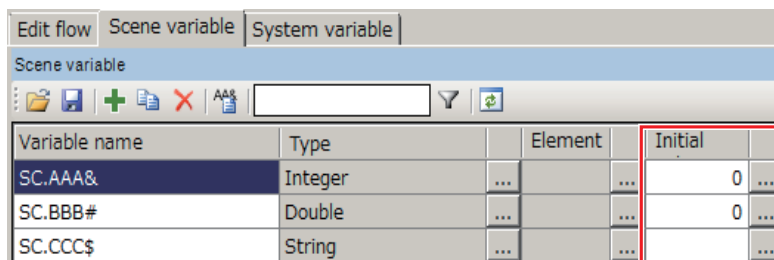 Edit flow Scene variable System variable
Scene variable
AA&
Variable name Type Element Initial
SC.AAA& Integer ... ... 0 ...
SC.BBB# Double ... ... 0 ...
SC.CCC$ String ... ... ...